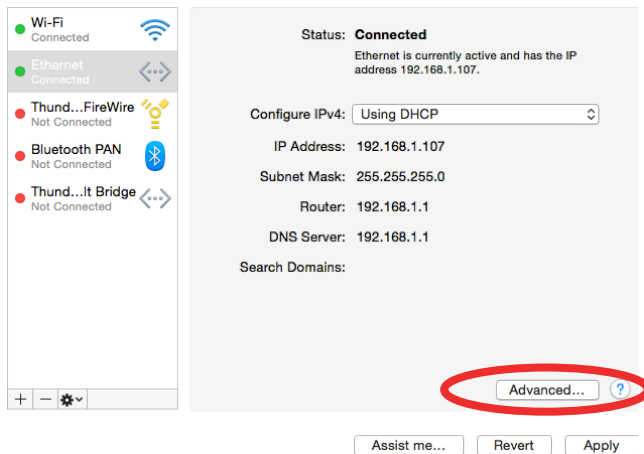 Wi-Fi
Connected
Ethernet
Connected
Thund...FireWire
Not Connected
Bluetooth PAN
Not Connected
Thund...lt Bridge
Not Connected
Status: Connected
Ethernet is currently active and has the IP
address 192.168.1.107.
Configure IPv4: Using DHCP
IP Address: 192.168.1.107
Subnet Mask: 255.255.255.0
Router: 192.168.1.1
DNS Server: 192.168.1.1
Search Domains:
Advanced... ?
Assist me... Revert Apply